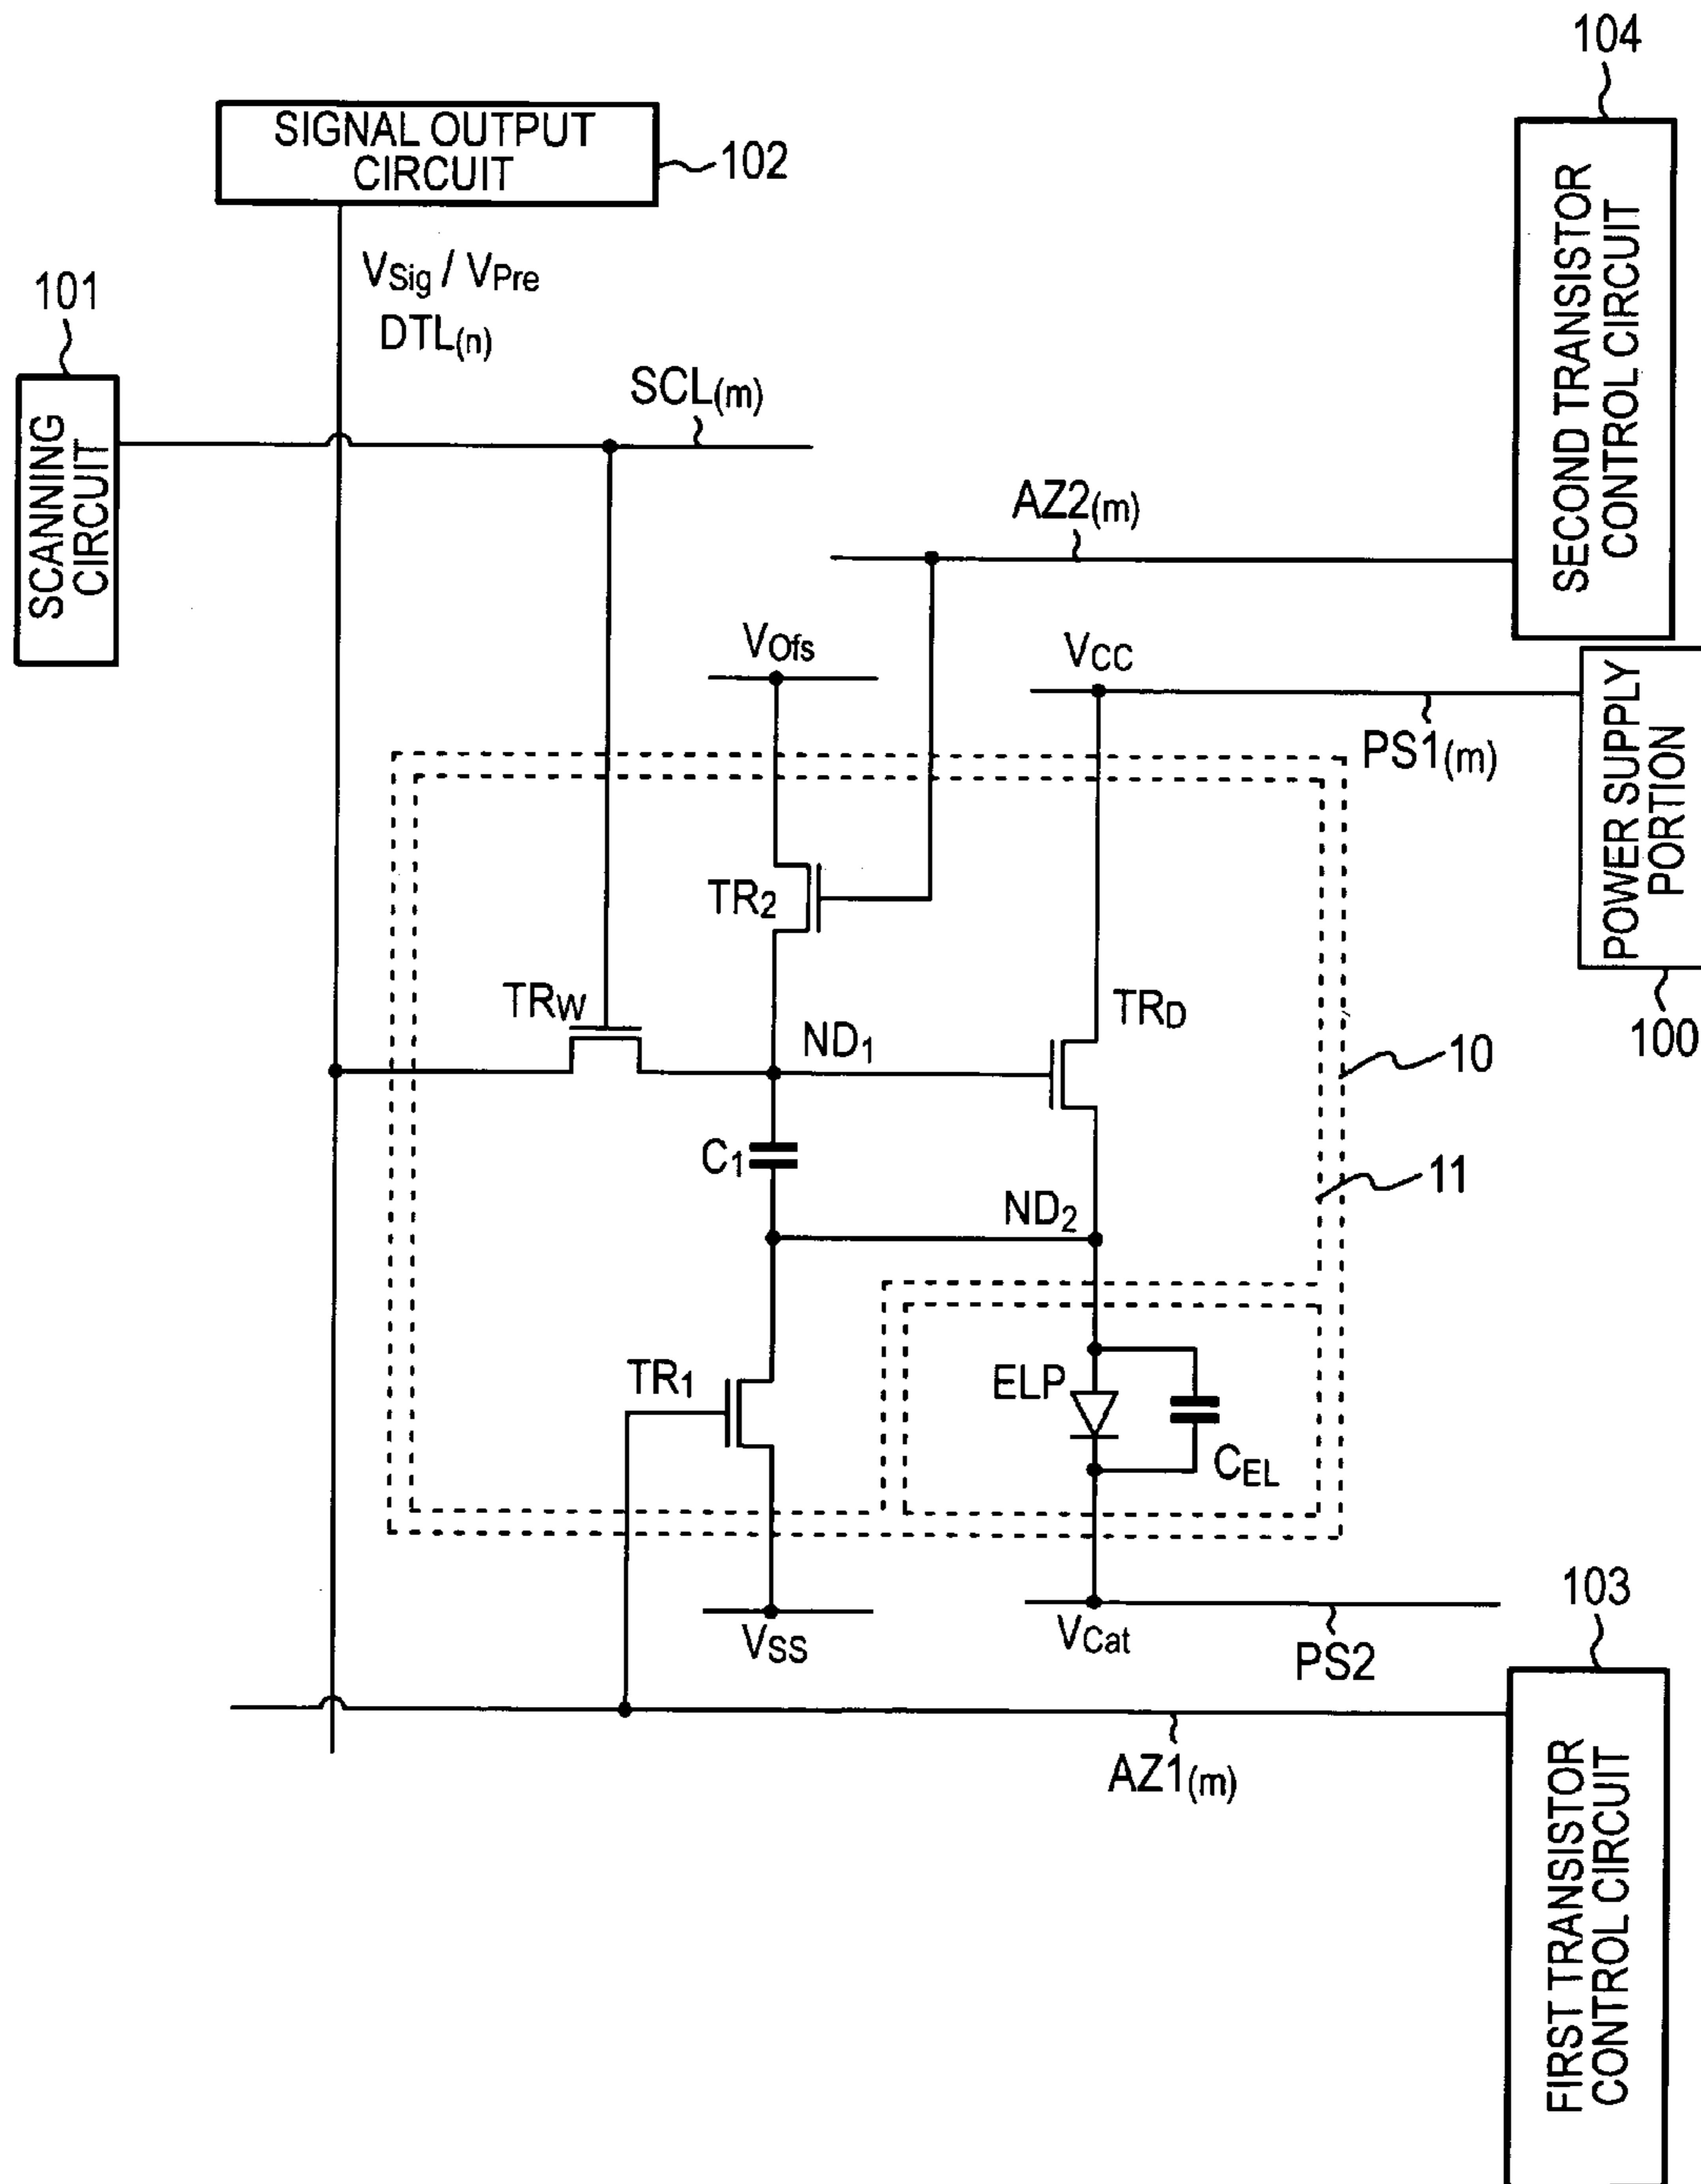 104
SIGNAL OUTPUT
CIRCUIT
102
SECOND TRANSISTOR
CONTROL CIRCUIT
VSig / VPre
DTL(n)
101
SCANNING
CIRCUIT
SCL(m)
AZ2(m)
VOfs
VCC
PS1(m)
POWER SUPPLY
PORTION
100
TR2
TRW
ND1
TRD
10
C1
11
ND2
TR1
ELP
CEL
VSS
VCat
PS2
103
AZ1(m)
FIRST TRANSISTOR
CONTROL CIRCUIT